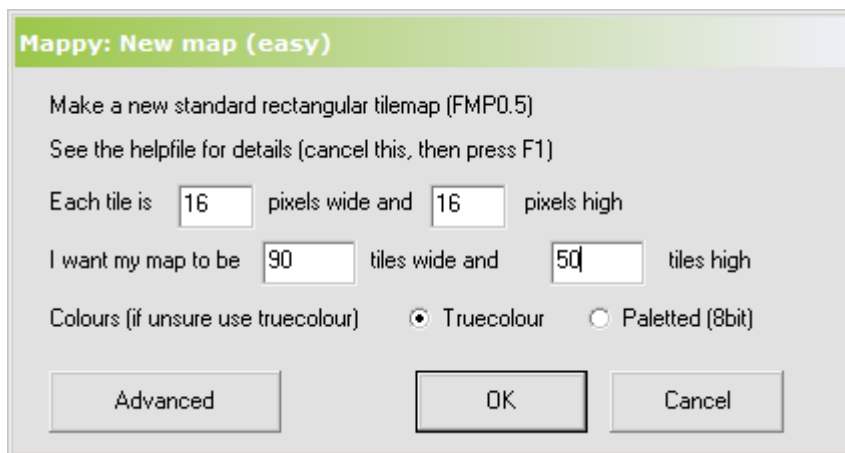 Mappy: New map (easy)
Make a new standard rectangular tilemap (FMP0.5)
See the helpfile for details (cancel this, then press F1)
Each tile is 16 pixels wide and 16 pixels high
I want my map to be 90 tiles wide and 50 tiles high
Colours (if unsure use truecolour) Truecolour Paletted (8bit)
Advanced OK Cancel